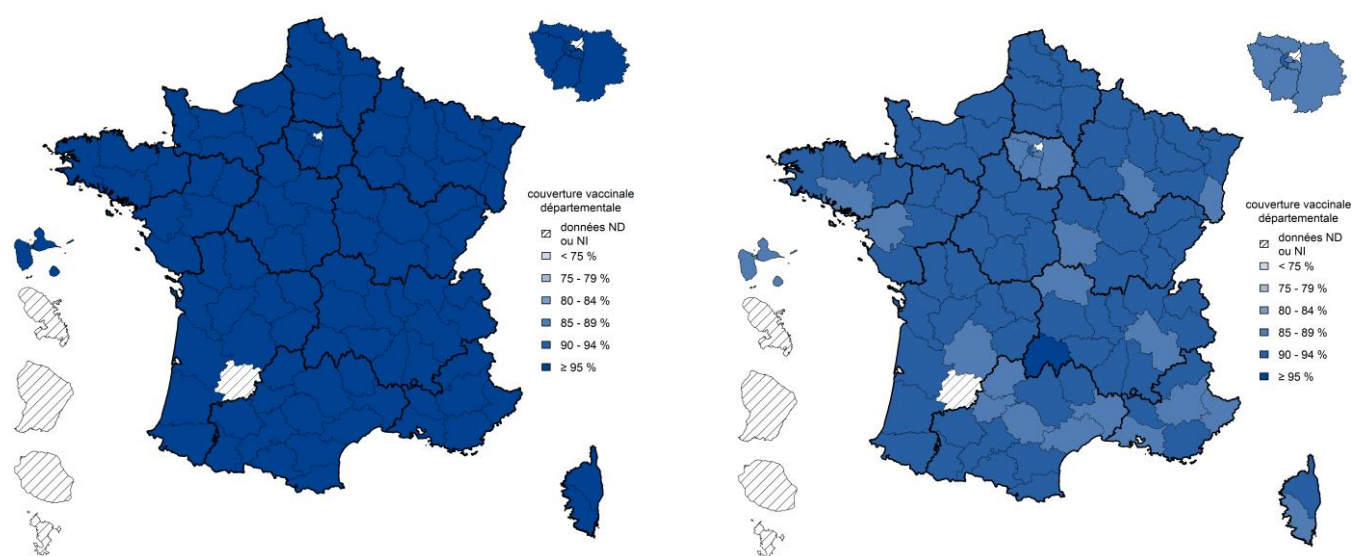 couverture vaccinale
départementale
données ND
ou NI
< 75 %
75 - 79 %
80 - 84 %
85 - 89 %
90 - 94 %
≥ 95 %
couverture vaccinale
départementale
données ND
ou NI
< 75 %
75 - 79 %
80 - 84 %
85 - 89 %
90 - 94 %
≥ 95 %